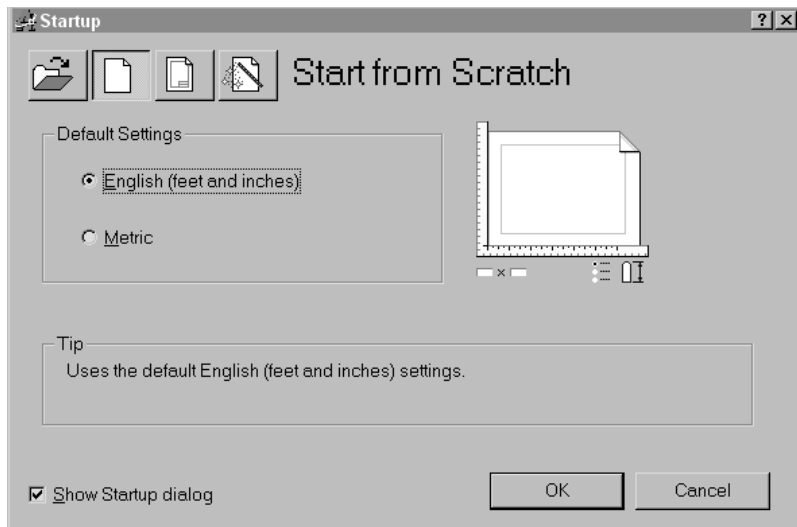 Startup
Start from Scratch
Default Settings
English (feet and inches)
Metric
Tip
Uses the default English (feet and inches) settings.
Show Startup dialog
OK
Cancel